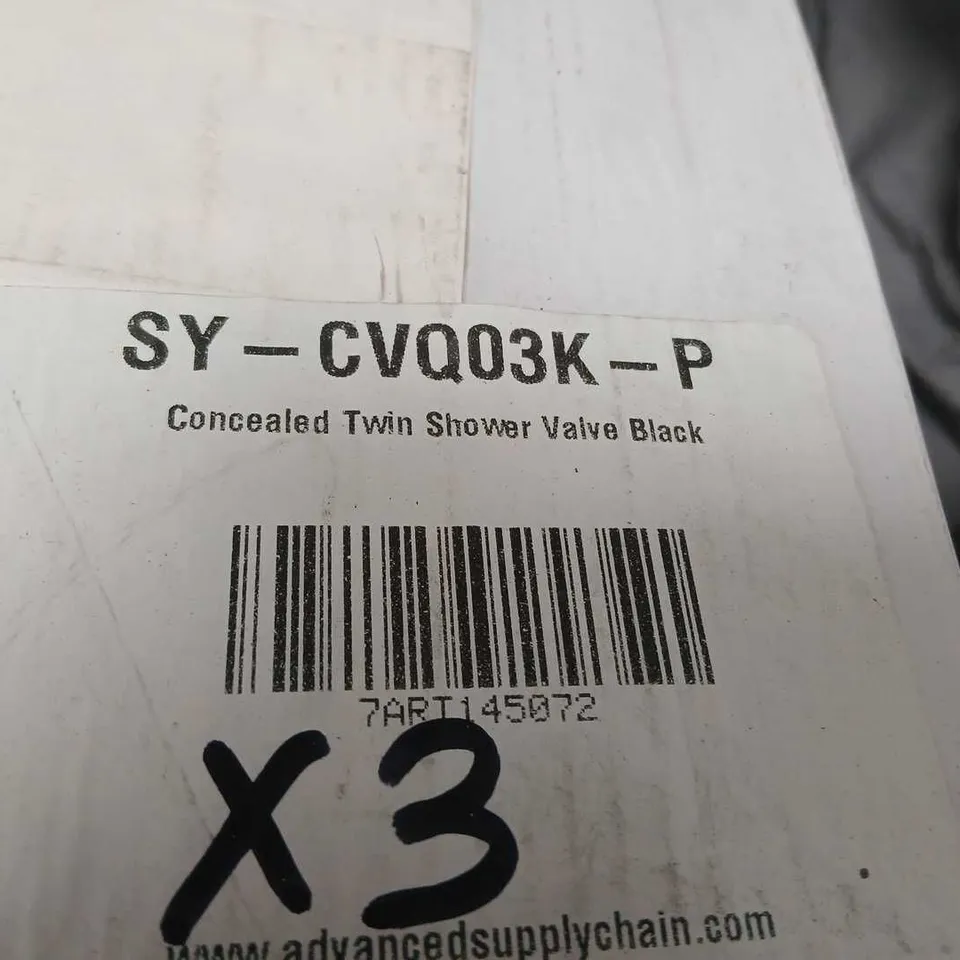 SY-CVQ03K-P
Concealed Twin Shower Valve Black
7ART145072
X3
www.advancedsupplychain.com